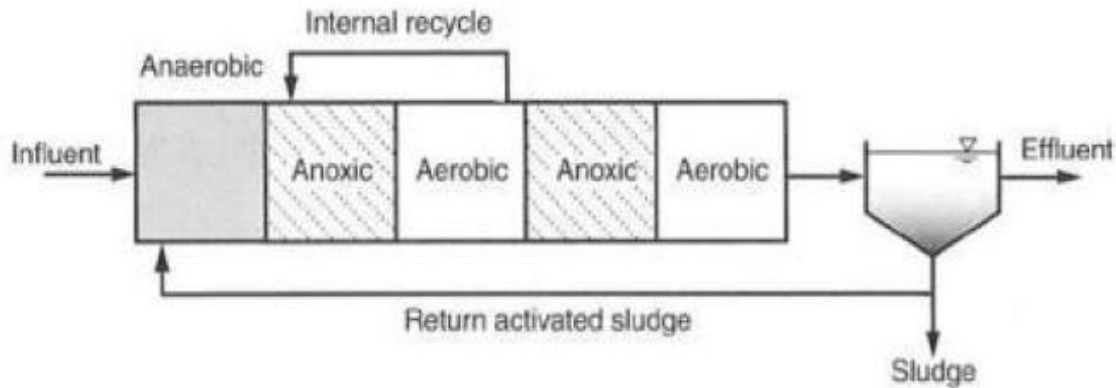 Internal recycle
Anaerobic
Influent
Anoxic
Aerobic
Anoxic
Aerobic
Effluent
Return activated sludge
Sludge